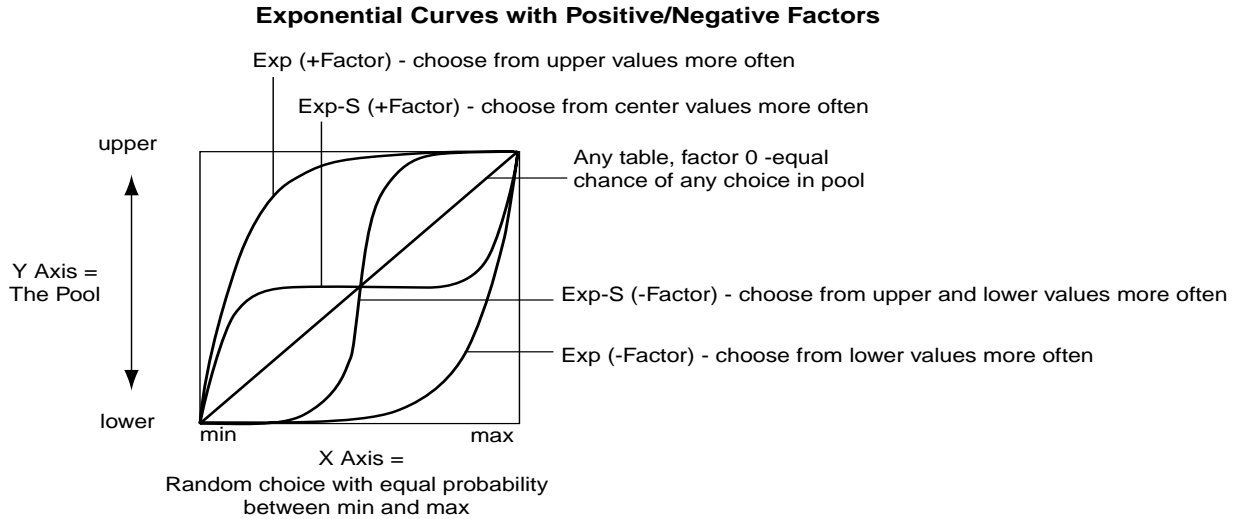 Exponential Curves with Positive/Negative Factors
Exp (+Factor) - choose from upper values more often
Exp-S (+Factor) - choose from center values more often
upper
Any table, factor 0 -equal
chance of any choice in pool
Y Axis =
The Pool
Exp-S (-Factor) - choose from upper and lower values more often
Exp (-Factor) - choose from lower values more often
lower
min
max
X Axis =
Random choice with equal probability
between min and max